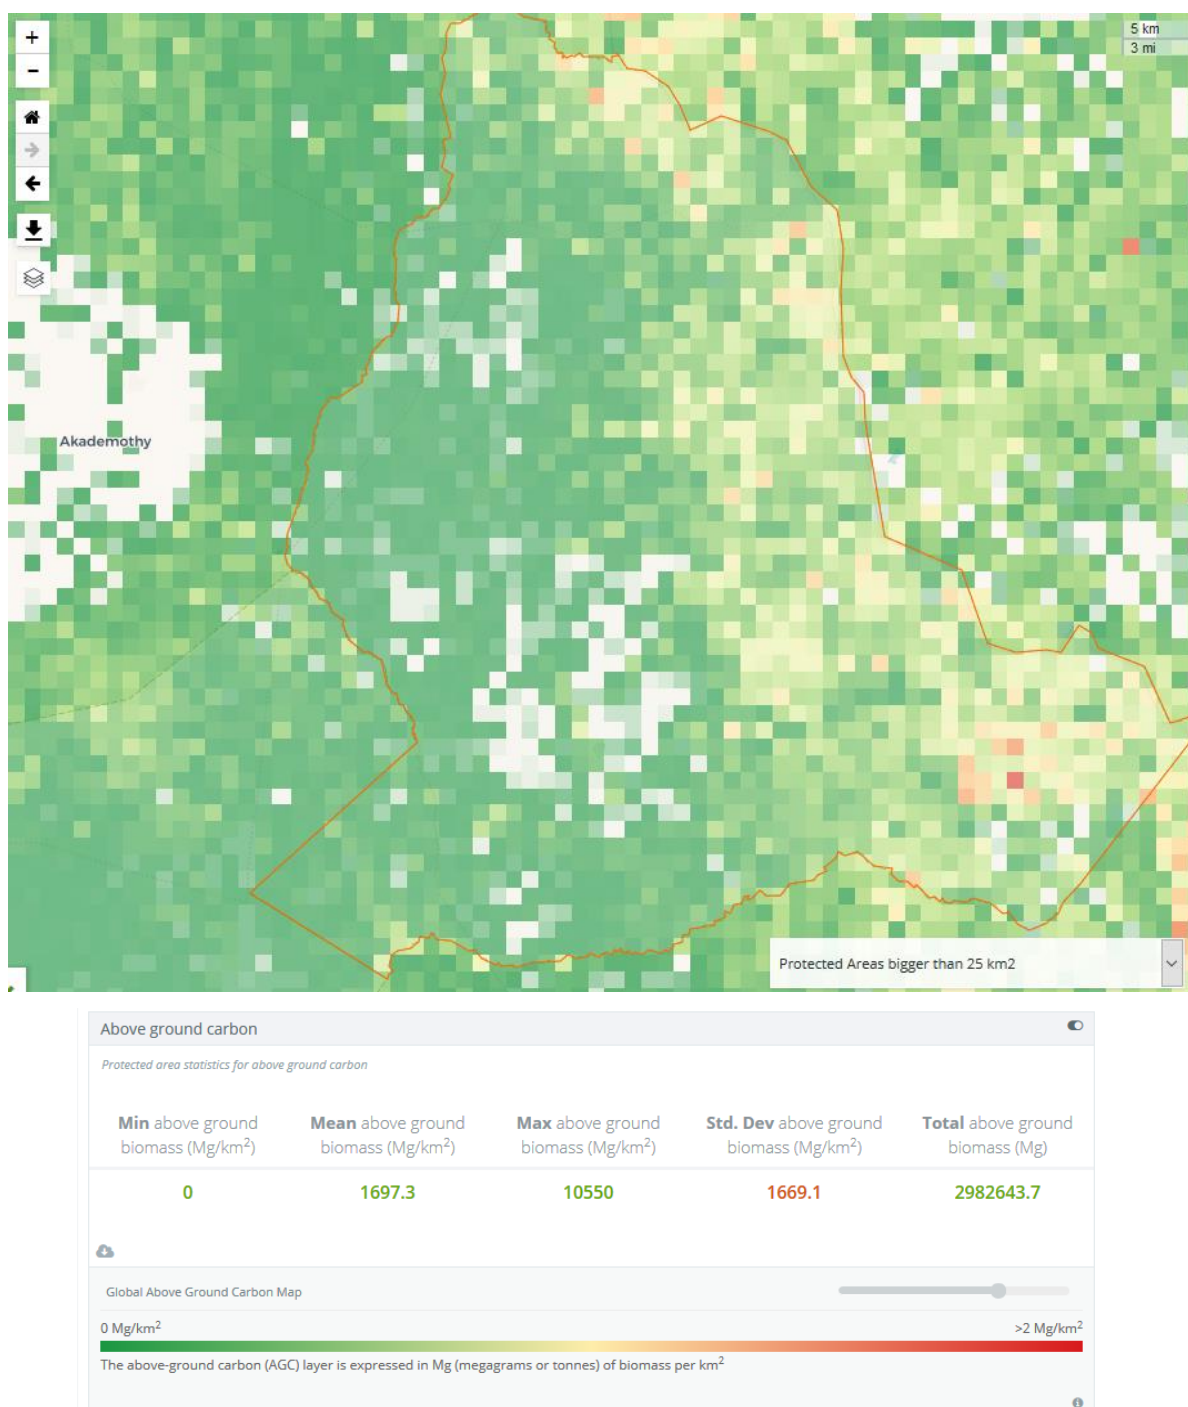 +
5 km
-
3 mi
Akademothy
Protected Areas bigger than 25 km2
Above ground carbon
Protected area statistics for above ground carbon
Min above ground biomass (Mg/km²)
Mean above ground biomass (Mg/km²)
Max above ground biomass (Mg/km²)
Std. Dev above ground biomass (Mg/km²)
Total above ground biomass (Mg)
0
1697.3
10550
1669.1
2982643.7
Global Above Ground Carbon Map
0 Mg/km²
>2 Mg/km²
The above-ground carbon (AGC) layer is expressed in Mg (megagrams or tonnes) of biomass per km²